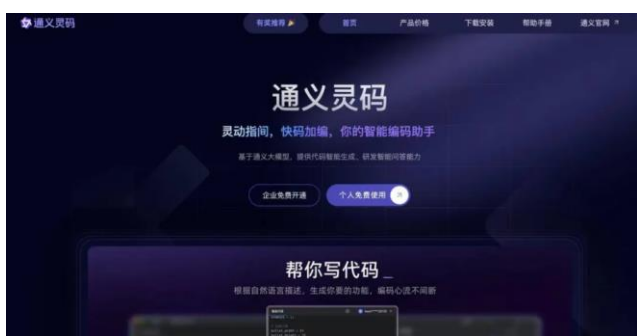 通义灵码
有奖推荐🎉 首页 产品价格 下载安装 帮助手册 通义官网
通义灵码
灵动指间，快码加编，你的智能编码助手
基于通义大模型，提供代码智能生成、研发智能问答能力
企业免费开通 个人免费使用
帮你写代码_
根据自然语言描述，生成你要的功能，编码心流不间断